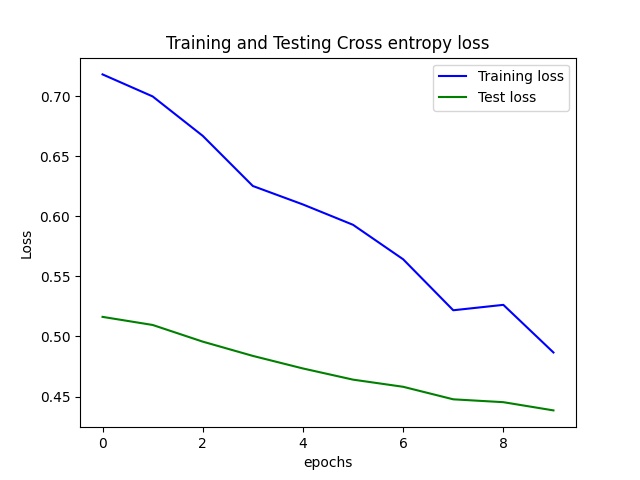 Training and Testing Cross entropy loss
Training loss
Test loss
0.70
0.65
0.60
0.55
0.50
0.45
Loss
0 2 4 6 8
epochs